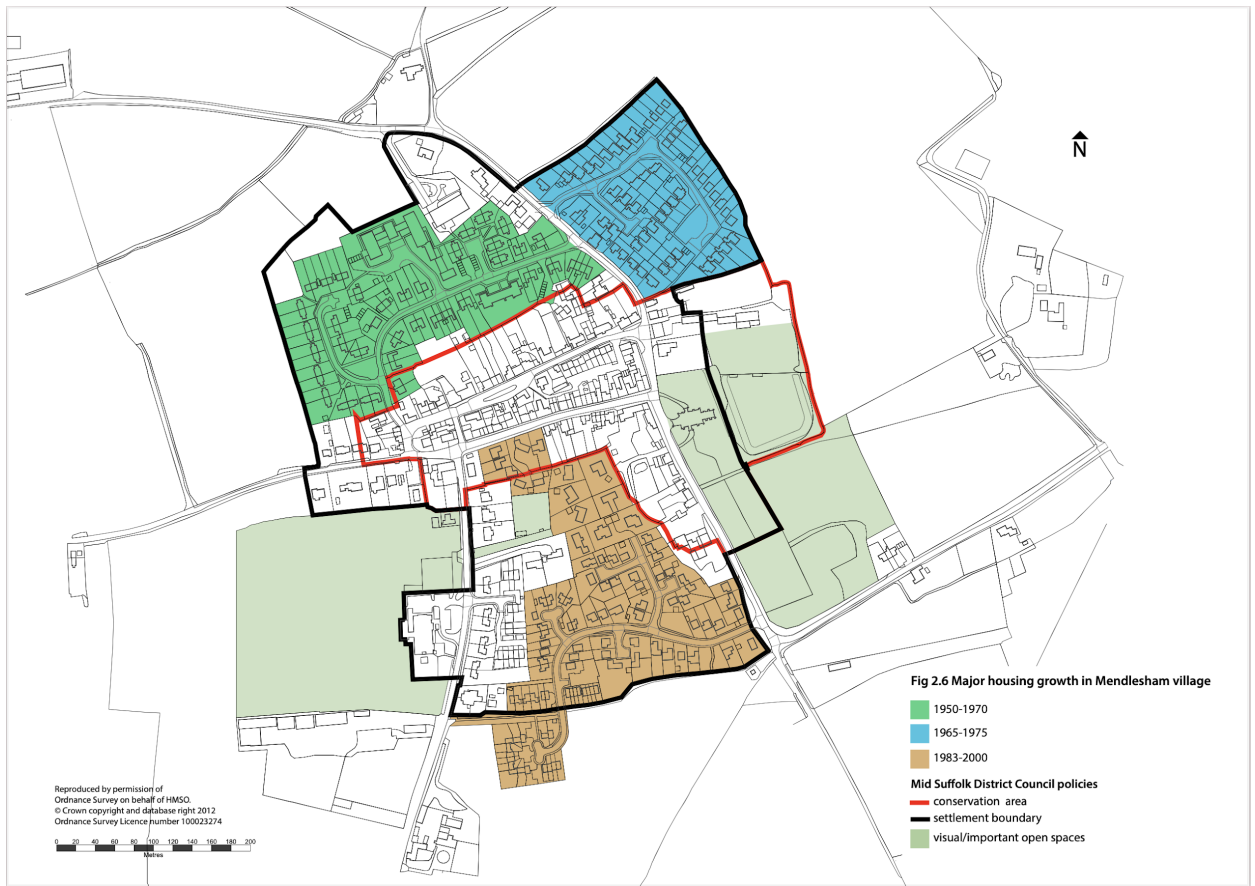 N
Fig 2.6 Major housing growth in Mendlesham village
1950-1970
1965-1975
1983-2000
Mid Suffolk District Council policies
conservation area
settlement boundary
visual/important open spaces
Reproduced by permission of
Ordnance Survey on behalf of HMSO.
© Crown copyright and database right 2012
Ordnance Survey Licence number 100023274
0 20 40 60 80 100 120 140 160 180 200
Metres